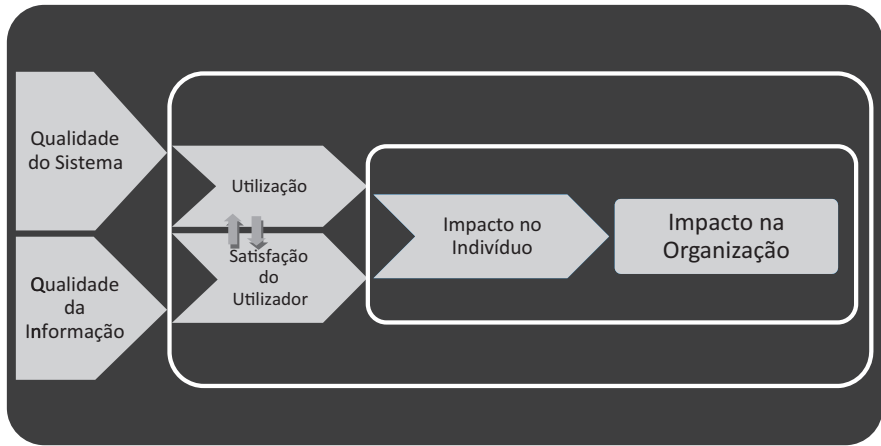 Qualidade
do Sistema
Qualidade
da
Informação
Utilização
Satisfação
do
Utilizador
Impacto no
Indivíduo
Impacto na
Organização